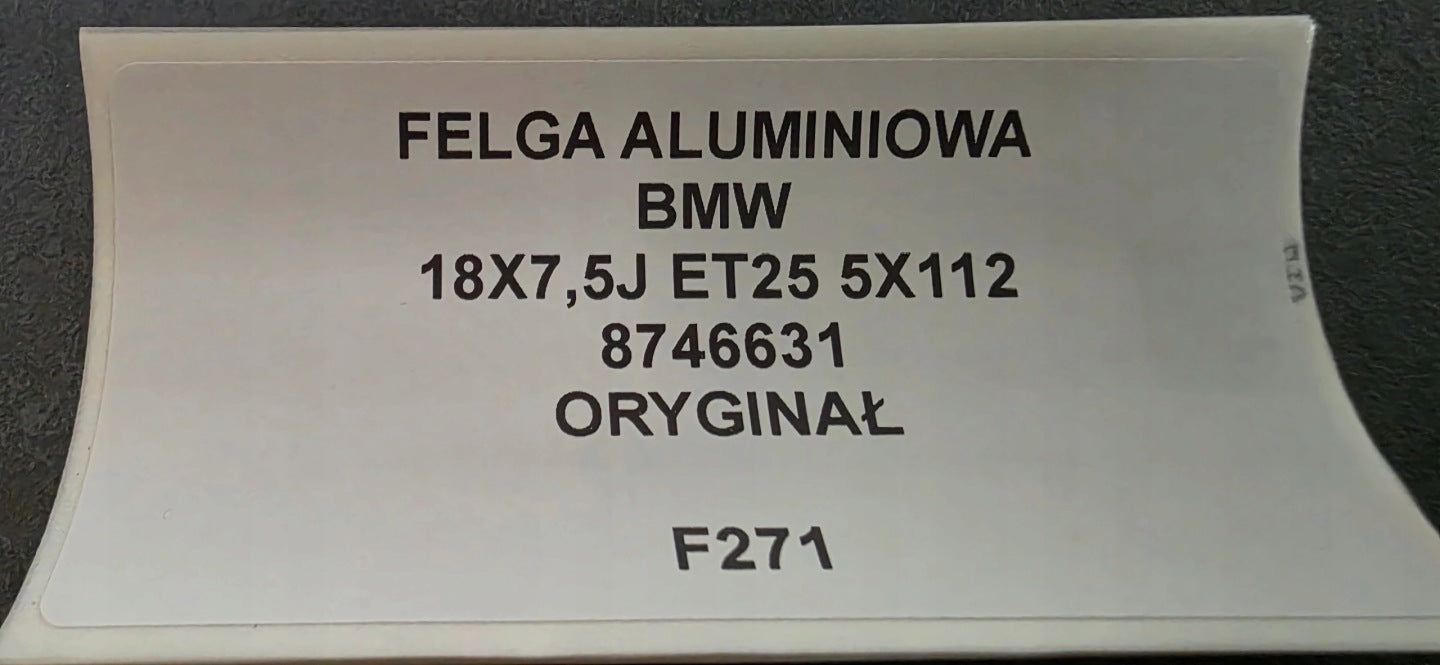 FELGA ALUMINIOWA
BMW
18X7,5J ET25 5X112
8746631
ORYGINAŁ
F271